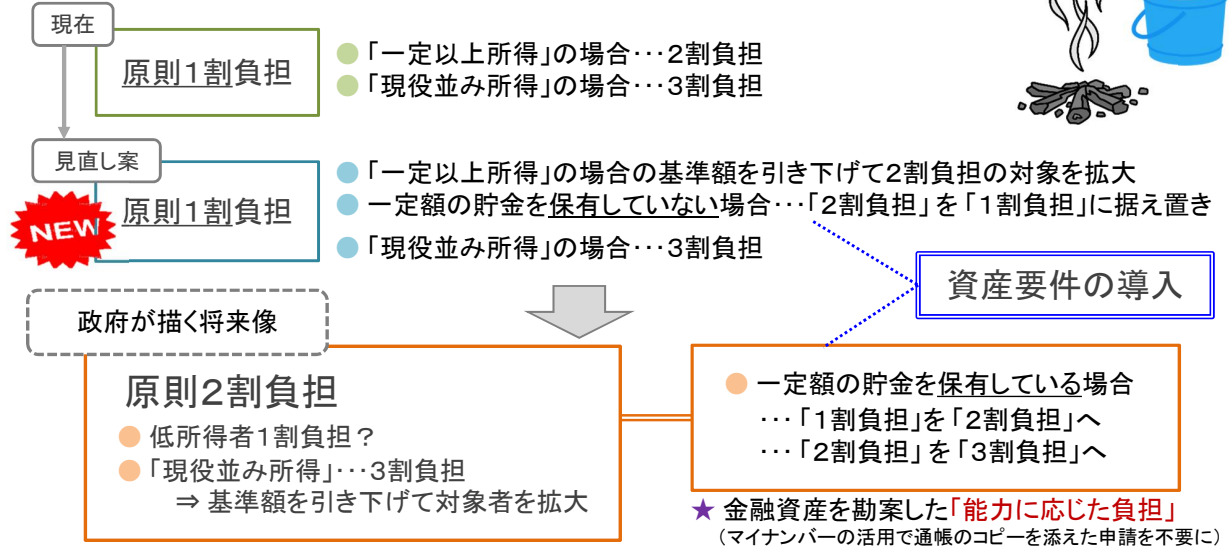 現在
原則1割負担
●「一定以上所得」の場合･･･2割負担
●「現役並み所得」の場合･･･3割負担
見直し案
NEW
原則1割負担
●「一定以上所得」の場合の基準額を引き下げて2割負担の対象を拡大
● 一定額の貯金を保有していない場合･･･「2割負担」を「1割負担」に据え置き
●「現役並み所得」の場合･･･3割負担
資産要件の導入
政府が描く将来像
原則2割負担
● 低所得者1割負担？
●「現役並み所得」･･･3割負担
⇒ 基準額を引き下げて対象者を拡大
● 一定額の貯金を保有している場合
･･･「1割負担」を「2割負担」へ
･･･「2割負担」を「3割負担」へ
★ 金融資産を勘案した「能力に応じた負担」
（マイナンバーの活用で通帳のコピーを添えた申請を不要に）